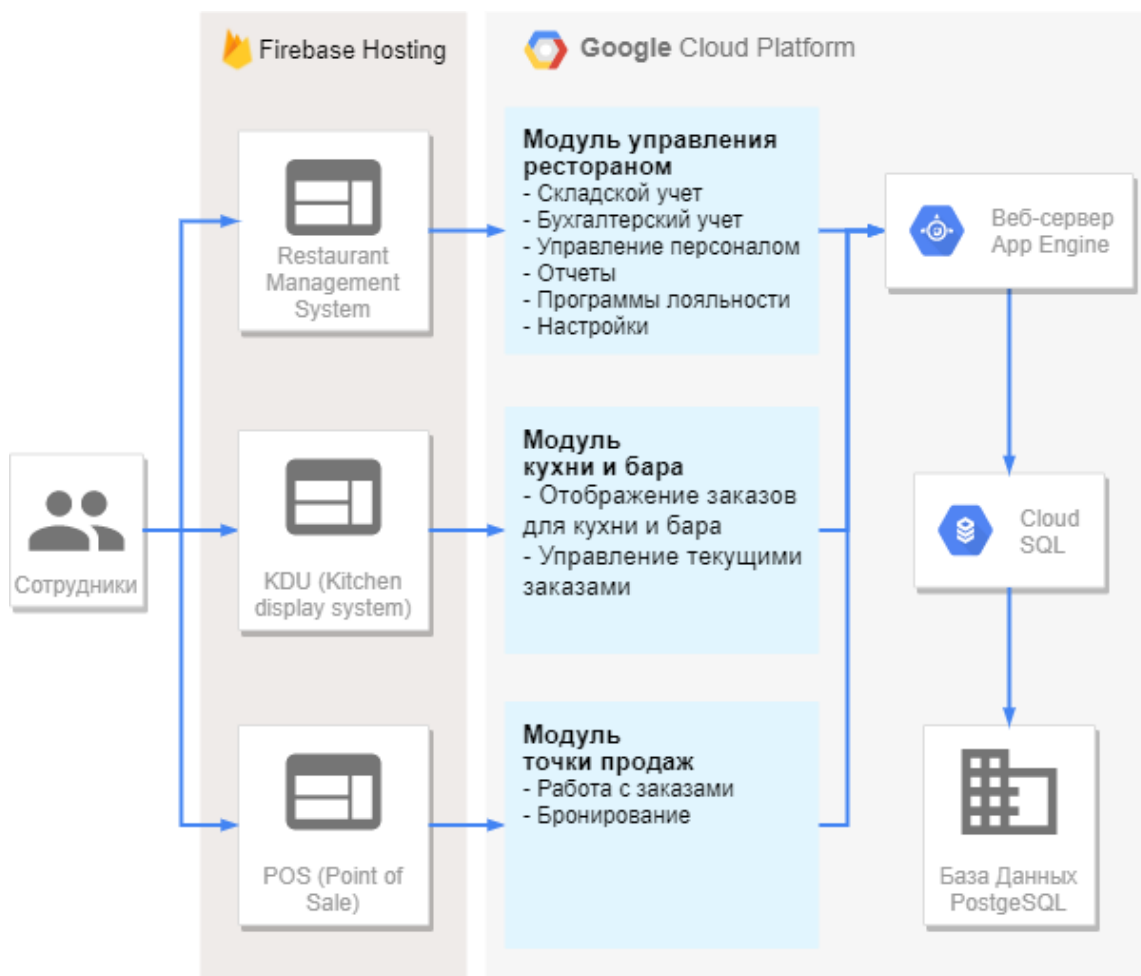 Firebase Hosting
Google Cloud Platform
Restaurant
Management
System
Модуль управления
рестораном
- Складской учет
- Бухгалтерский учет
- Управление персоналом
- Отчеты
- Программы лояльности
- Настройки
Веб-сервер
App Engine
Сотрудники
KDU (Kitchen
display system)
Модуль
кухни и бара
- Отображение заказов
для кухни и бара
- Управление текущими
заказами
Cloud
SQL
POS (Point of
Sale)
Модуль
точки продаж
- Работа с заказами
- Бронирование
База Данных
PostgeSQL